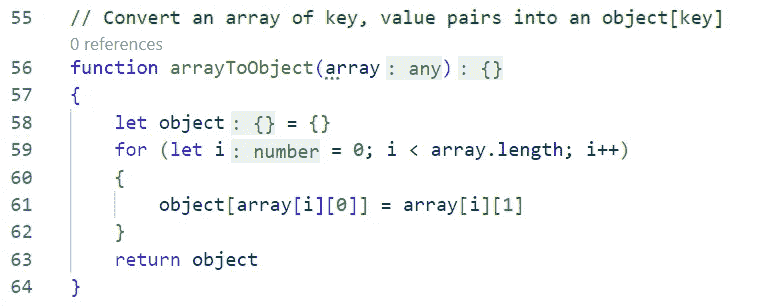 55 // Convert an array of key, value pairs into an object[key]
0 references
56 function arrayToObject(array: any): {}
57 {
58     let object: {} = {}
59     for (let i: number = 0; i < array.length; i++)
60     {
61         object[array[i][0]] = array[i][1]
62     }
63     return object
64 }